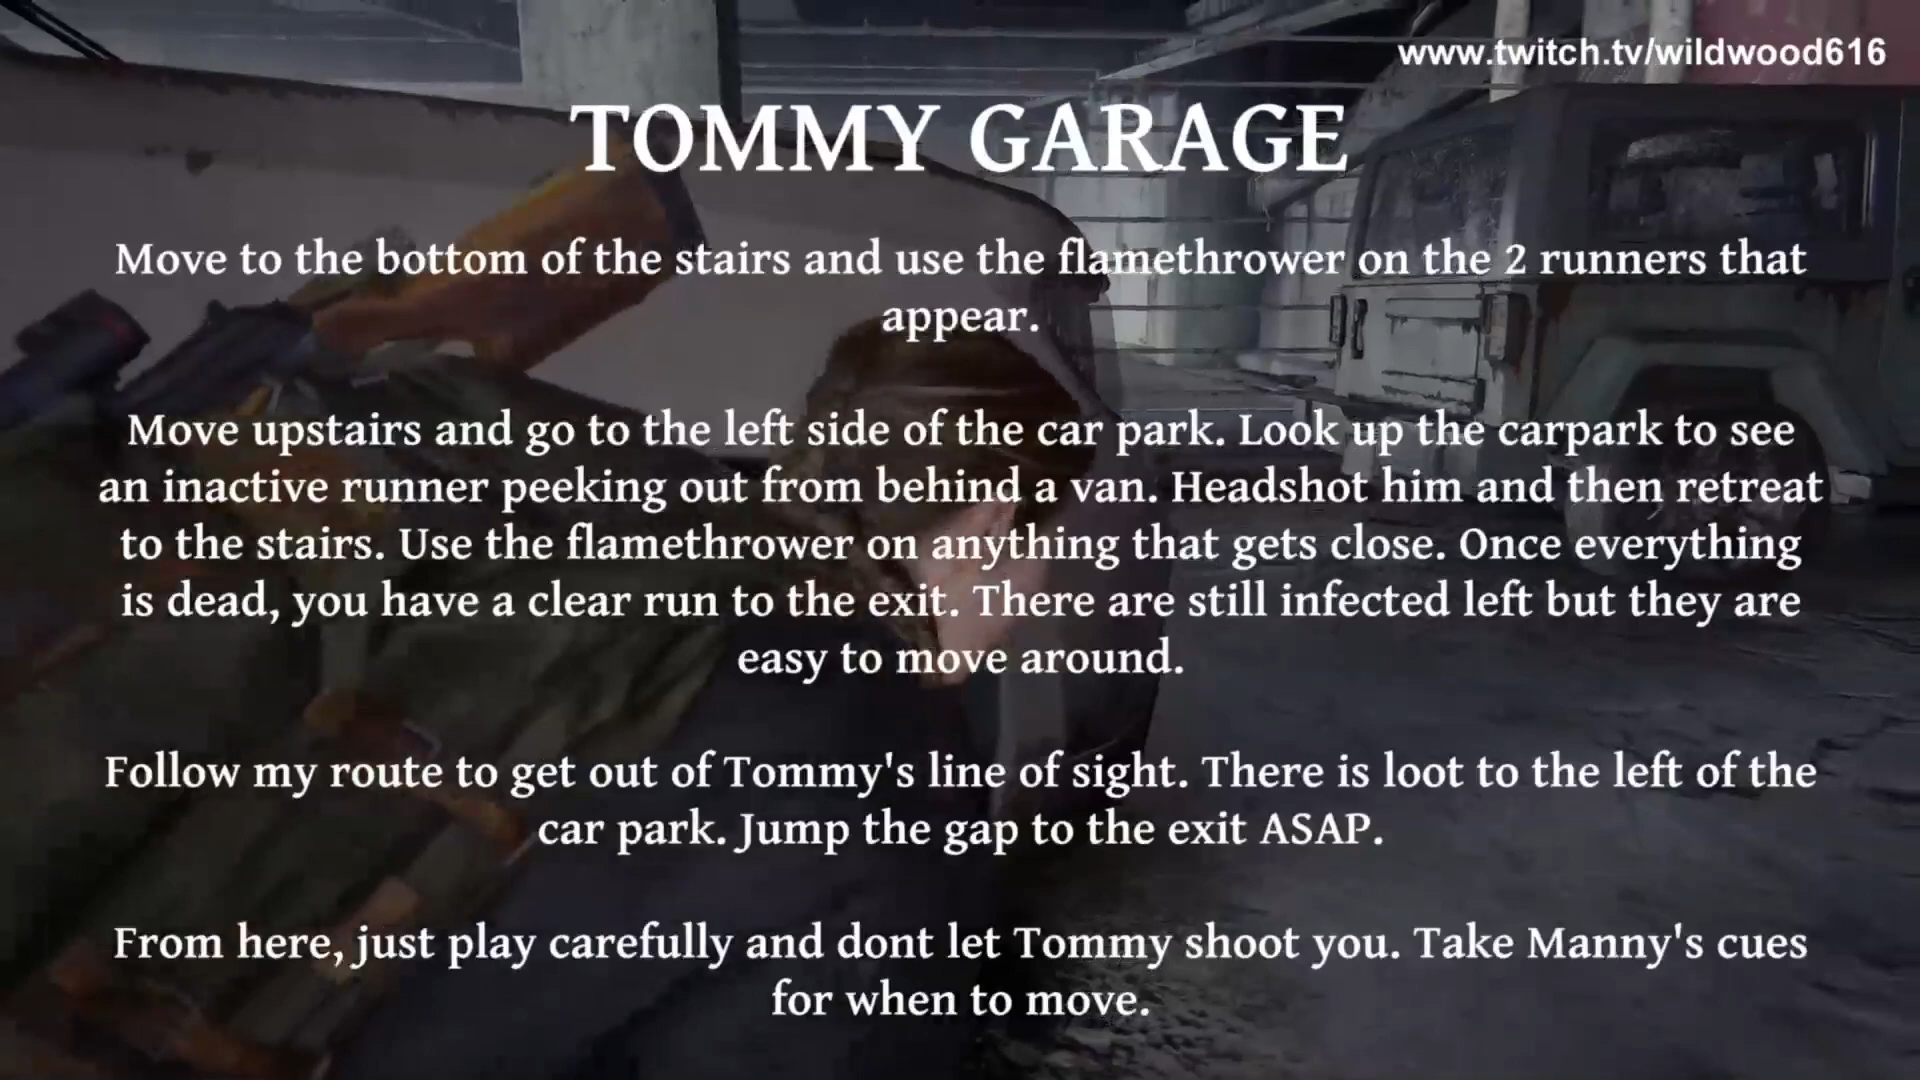 www.twitch.tv/wildwood616
TOMMY GARAGE
Move to the bottom of the stairs and use the flamethrower on the 2 runners that
appear.
Move upstairs and go to the left side of the car park. Look up the carpark to see
an inactive runner peeking out from behind a van. Headshot him and then retreat
to the stairs. Use the flamethrower on anything that gets close. Once everything
is dead, you have a clear run to the exit. There are still infected left but they are
easy to move around.
Follow my route to get out of Tommy's line of sight. There is loot to the left of the
car park. Jump the gap to the exit ASAP.
From here, just play carefully and dont let Tommy shoot you. Take Manny's cues
for when to move.